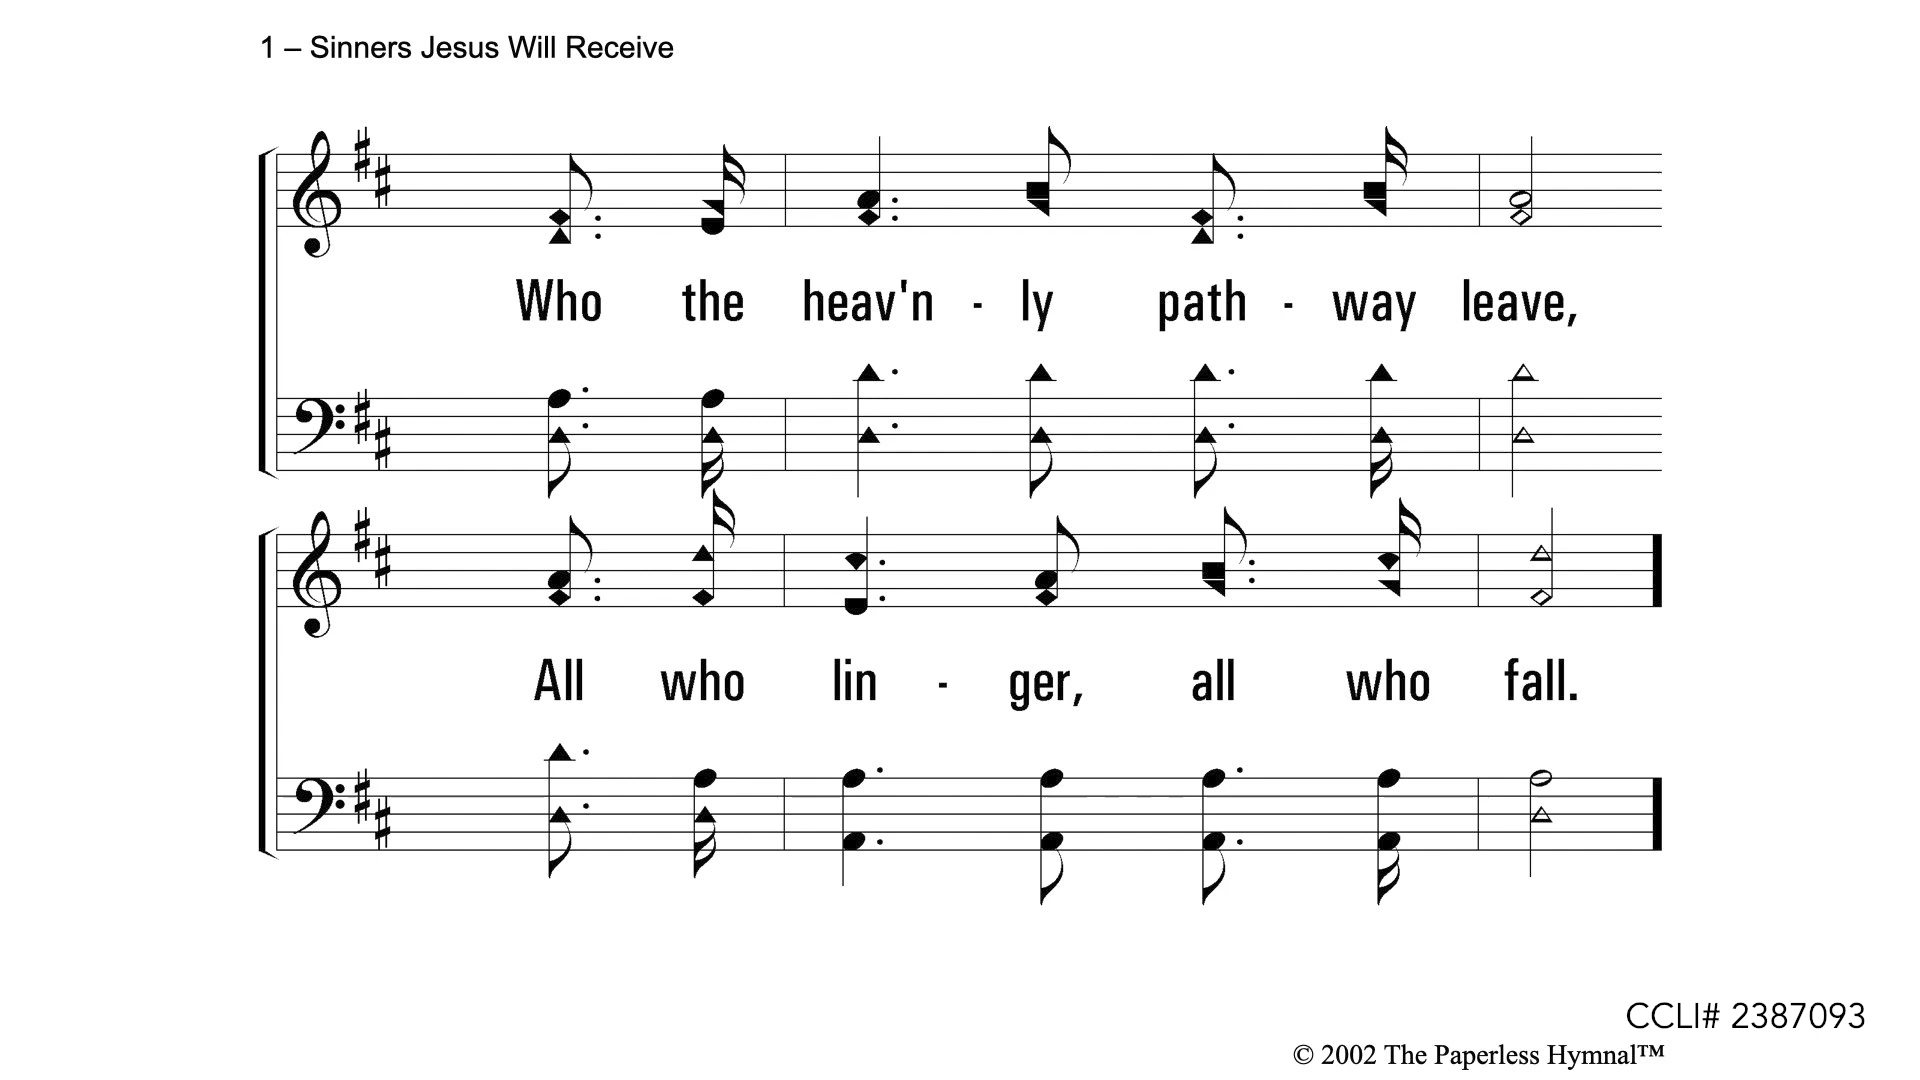 1 – Sinners Jesus Will Receive
Who the heav'n - ly path - way leave,
All who lin - ger, all who fall.
CCLI# 2387093
© 2002 The Paperless Hymnal™